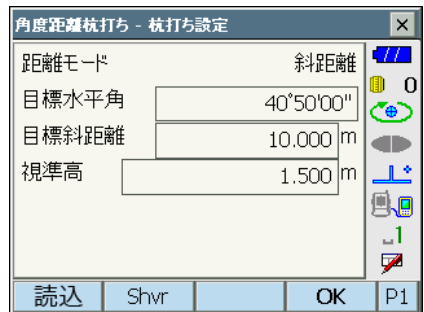 角度距離杭打ち - 杭打ち設定
距離モード 斜距離
目標水平角 40°50'00"
目標斜距離 10.000 m
視準高 1.500 m
0
1
読込 Shvr OK P1